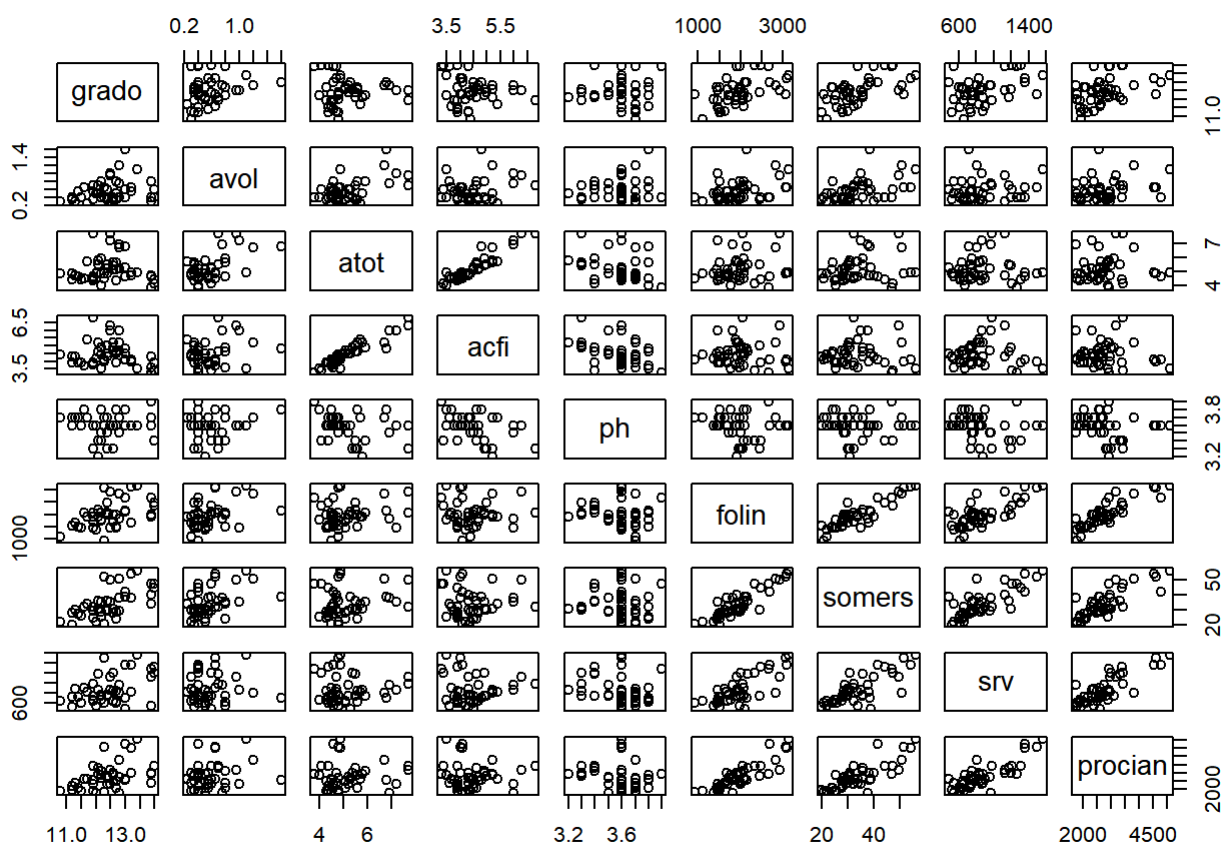 0.2 1.0 3.5 5.5 1000 3000 600 1400
grado 11.0
0.2 1.4 avol
atot 4 7
3.5 6.5 acfi
ph 3.2 3.8
1000 folin
somers 20 50
600 srv
procian 2000
11.0 13.0 4 6 3.2 3.6 20 40 2000 4500